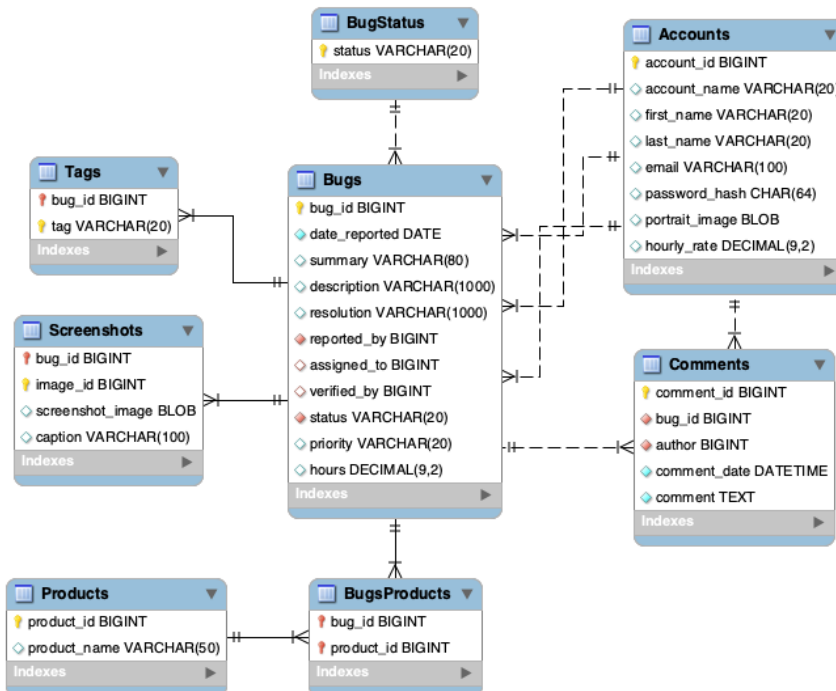 BugStatus
status VARCHAR(20)
Indexes
Accounts
account_id BIGINT
account_name VARCHAR(20)
first_name VARCHAR(20)
last_name VARCHAR(20)
email VARCHAR(100)
password_hash CHAR(64)
portrait_image BLOB
hourly_rate DECIMAL(9,2)
Indexes
Tags
bug_id BIGINT
tag VARCHAR(20)
Indexes
Bugs
bug_id BIGINT
date_reported DATE
summary VARCHAR(80)
description VARCHAR(1000)
resolution VARCHAR(1000)
reported_by BIGINT
assigned_to BIGINT
verified_by BIGINT
status VARCHAR(20)
priority VARCHAR(20)
hours DECIMAL(9,2)
Indexes
Screenshots
bug_id BIGINT
image_id BIGINT
screenshot_image BLOB
caption VARCHAR(100)
Indexes
Comments
comment_id BIGINT
bug_id BIGINT
author BIGINT
comment_date DATETIME
comment TEXT
Indexes
Products
product_id BIGINT
product_name VARCHAR(50)
Indexes
BugsProducts
bug_id BIGINT
product_id BIGINT
Indexes